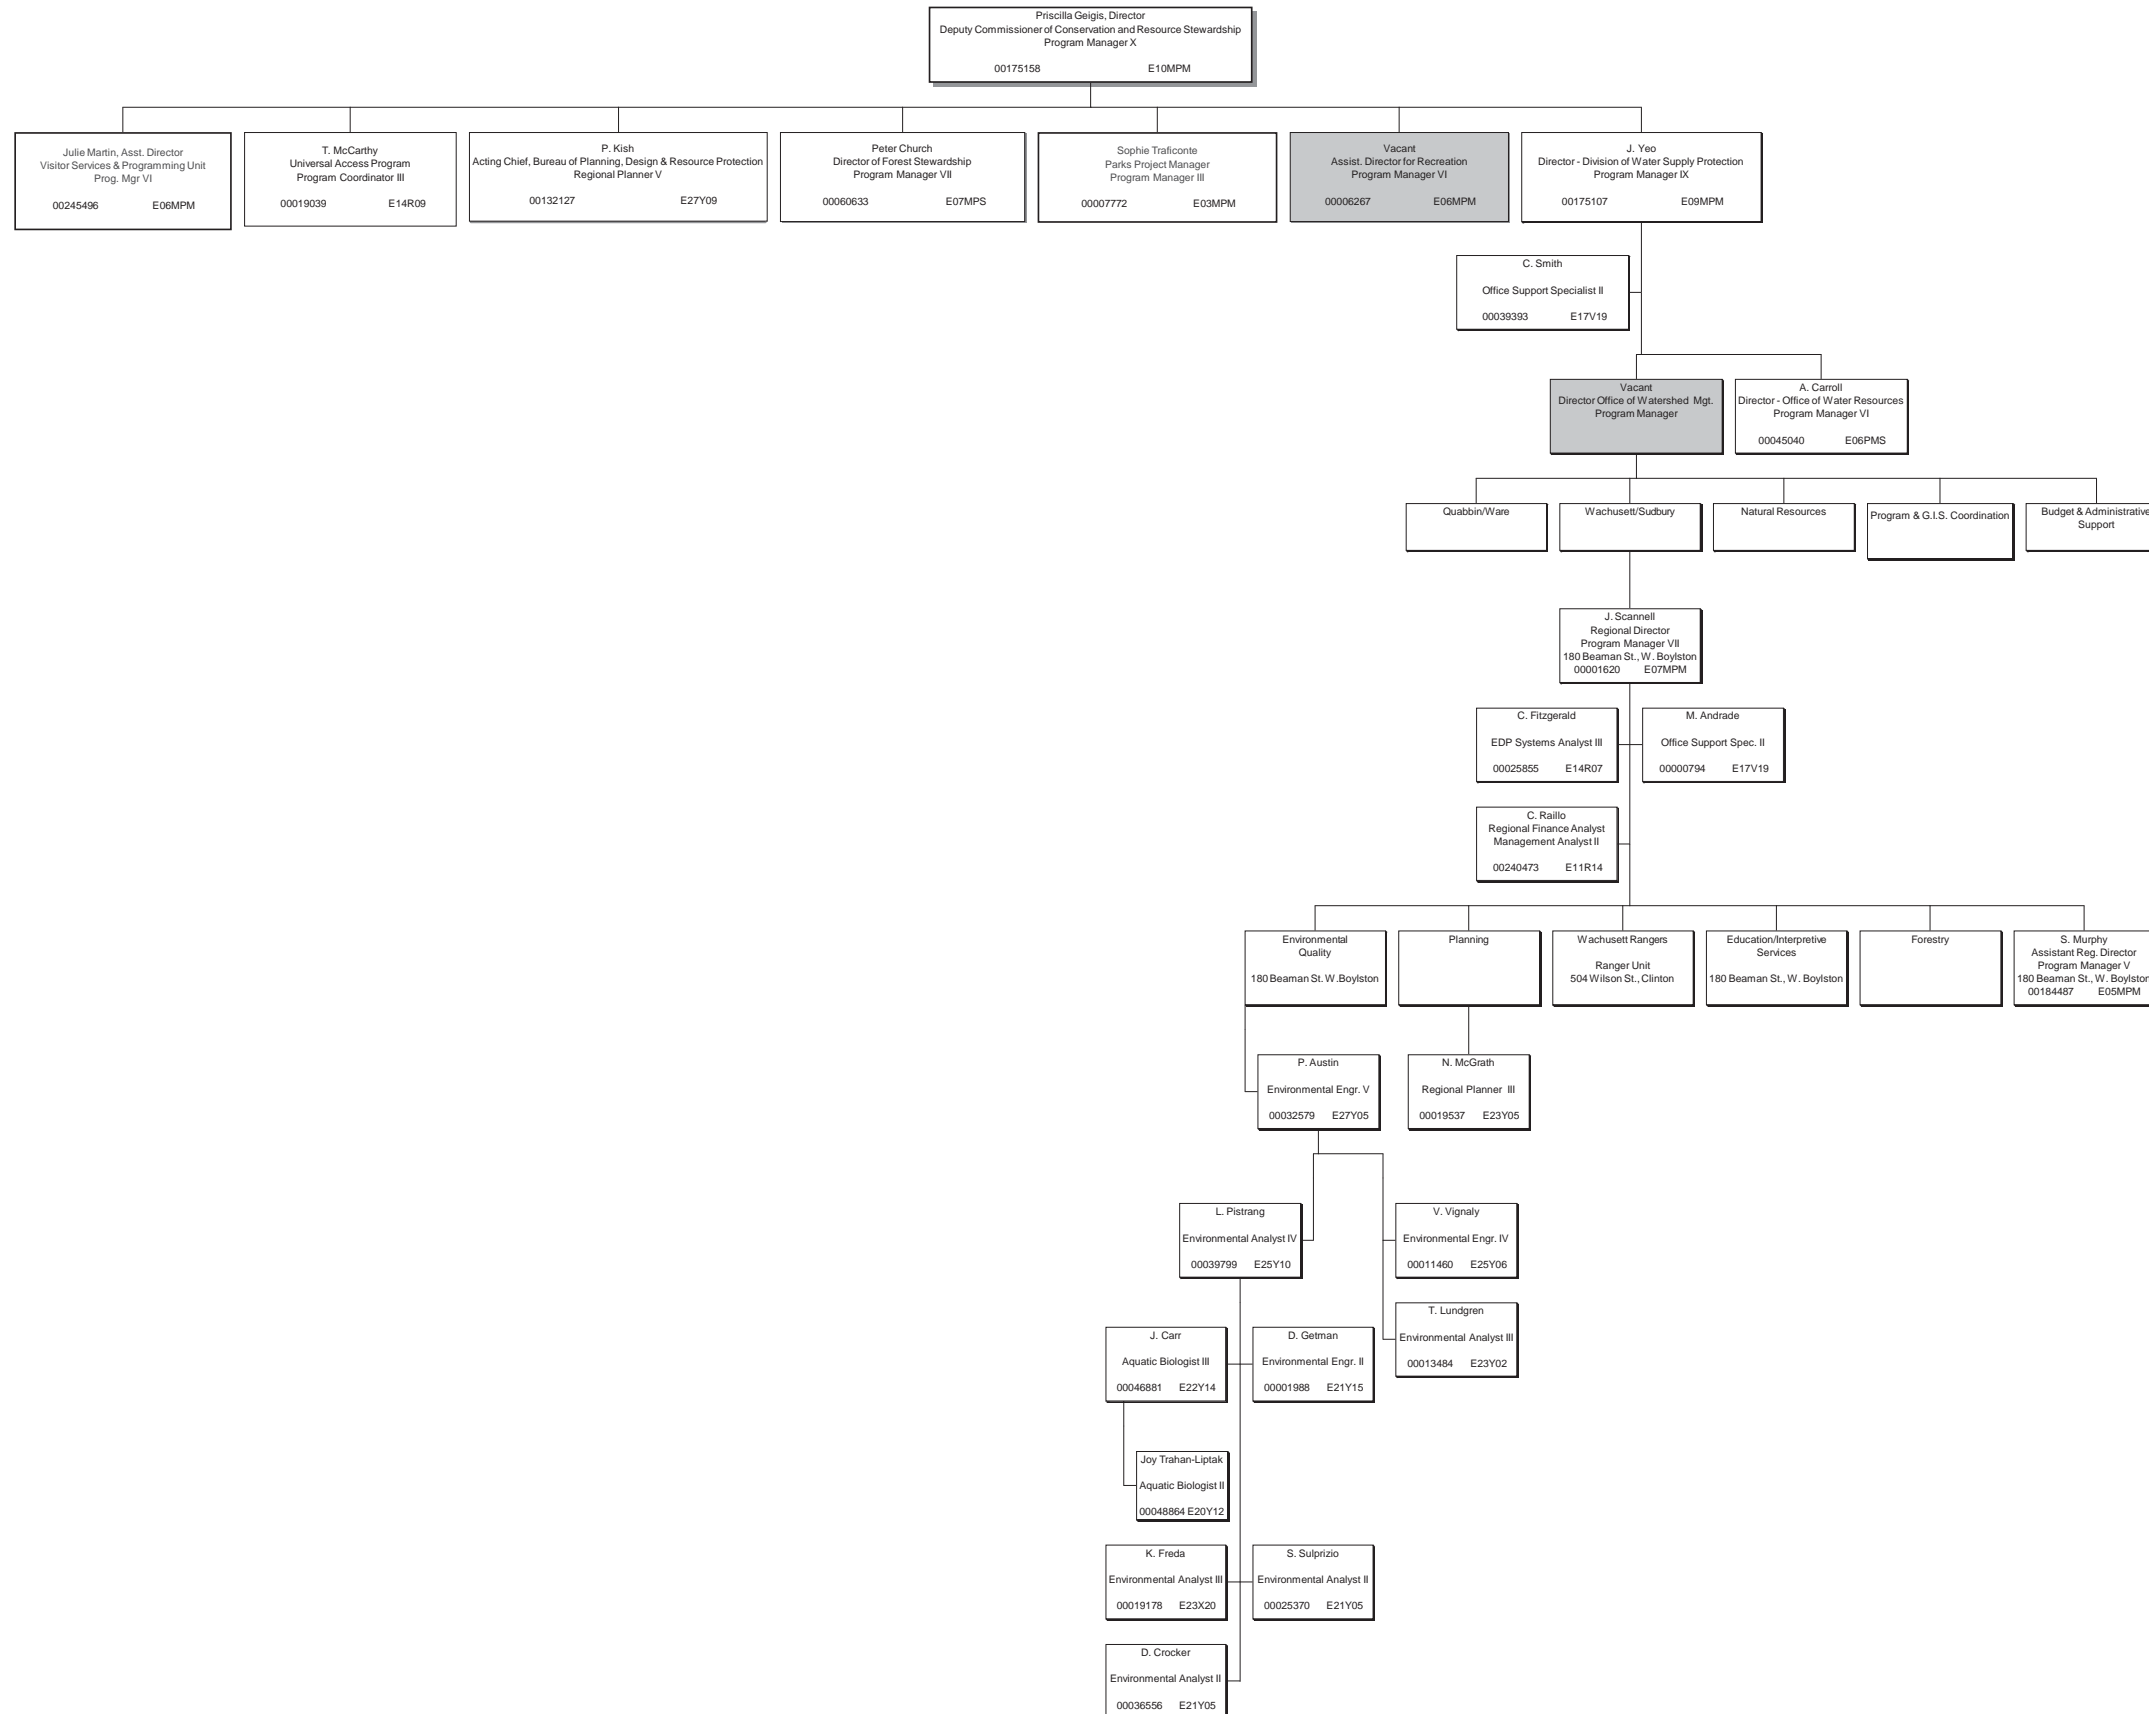 Priscilla Geigis, Director
Deputy Commissioner of Conservation and Resource Stewardship
Program Manager X
00175158 E10MPM
Julie Martin, Asst. Director
Visitor Services & Programming Unit
Prog. Mgr VI
00245496 E06MPM
T. McCarthy
Universal Access Program
Program Coordinator III
00019039 E14R09
P. Kish
Acting Chief, Bureau of Planning, Design & Resource Protection
Regional Planner V
00132127 E27Y09
Peter Church
Director of Forest Stewardship
Program Manager VII
00060633 E07MPS
Sophie Traficonte
Parks Project Manager
Program Manager III
00007772 E03MPM
Vacant
Assist. Director for Recreation
Program Manager VI
00006267 E06MPM
J. Yeo
Director - Division of Water Supply Protection
Program Manager IX
00175107 E09MPM
C. Smith
Office Support Specialist II
00039393 E17V19
Vacant
Director Office of Watershed Mgt.
Program Manager
A. Carroll
Director - Office of Water Resources
Program Manager VI
00045040 E06PMS
Quabbin/Ware
Wachusett/Sudbury
Natural Resources
Program & G.I.S. Coordination
Budget & Administrative
Support
J. Scannell
Regional Director
Program Manager VII
180 Beaman St., W. Boylston
00001620 E07MPM
C. Fitzgerald
EDP Systems Analyst III
00025855 E14R07
M. Andrade
Office Support Spec. II
00000794 E17V19
C. Raillo
Regional Finance Analyst
Management Analyst II
00240473 E11R14
Environmental
Quality
180 Beaman St. W.Boylston
Planning
Wachusett Rangers
Ranger Unit
504 Wilson St., Clinton
Education/Interpretive
Services
180 Beaman St., W. Boylston
Forestry
S. Murphy
Assistant Reg. Director
Program Manager V
180 Beaman St., W. Boylston
00184487 E05MPM
P. Austin
Environmental Engr. V
00032579 E27Y05
N. McGrath
Regional Planner III
00019537 E23Y05
L. Pistrang
Environmental Analyst IV
00039799 E25Y10
V. Vignaly
Environmental Engr. IV
00011460 E25Y06
T. Lundgren
Environmental Analyst III
00013484 E23Y02
J. Carr
Aquatic Biologist III
00046881 E22Y14
D. Getman
Environmental Engr. II
00001988 E21Y15
Joy Trahan-Liptak
Aquatic Biologist II
00048864 E20Y12
K. Freda
Environmental Analyst III
00019178 E23X20
S. Sulprizio
Environmental Analyst II
00025370 E21Y05
D. Crocker
Environmental Analyst II
00036556 E21Y05